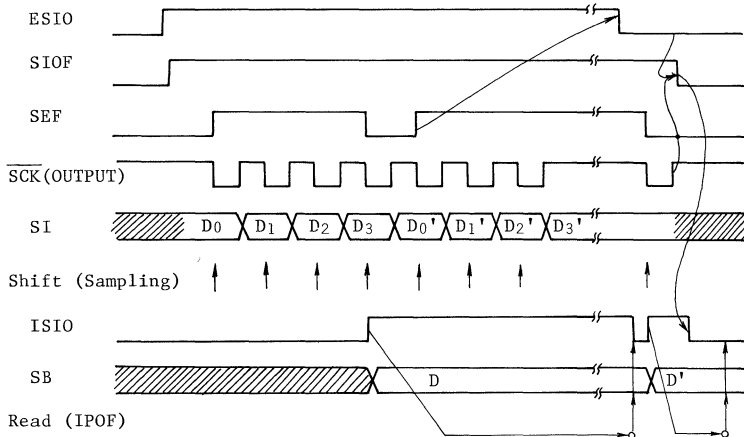 ESIO
SIOF
SEF
SCK(OUTPUT)
SI D0 D1 D2 D3 D0' D1' D2' D3'
Shift (Sampling)
ISIO
SB D D'
Read (IPOF)